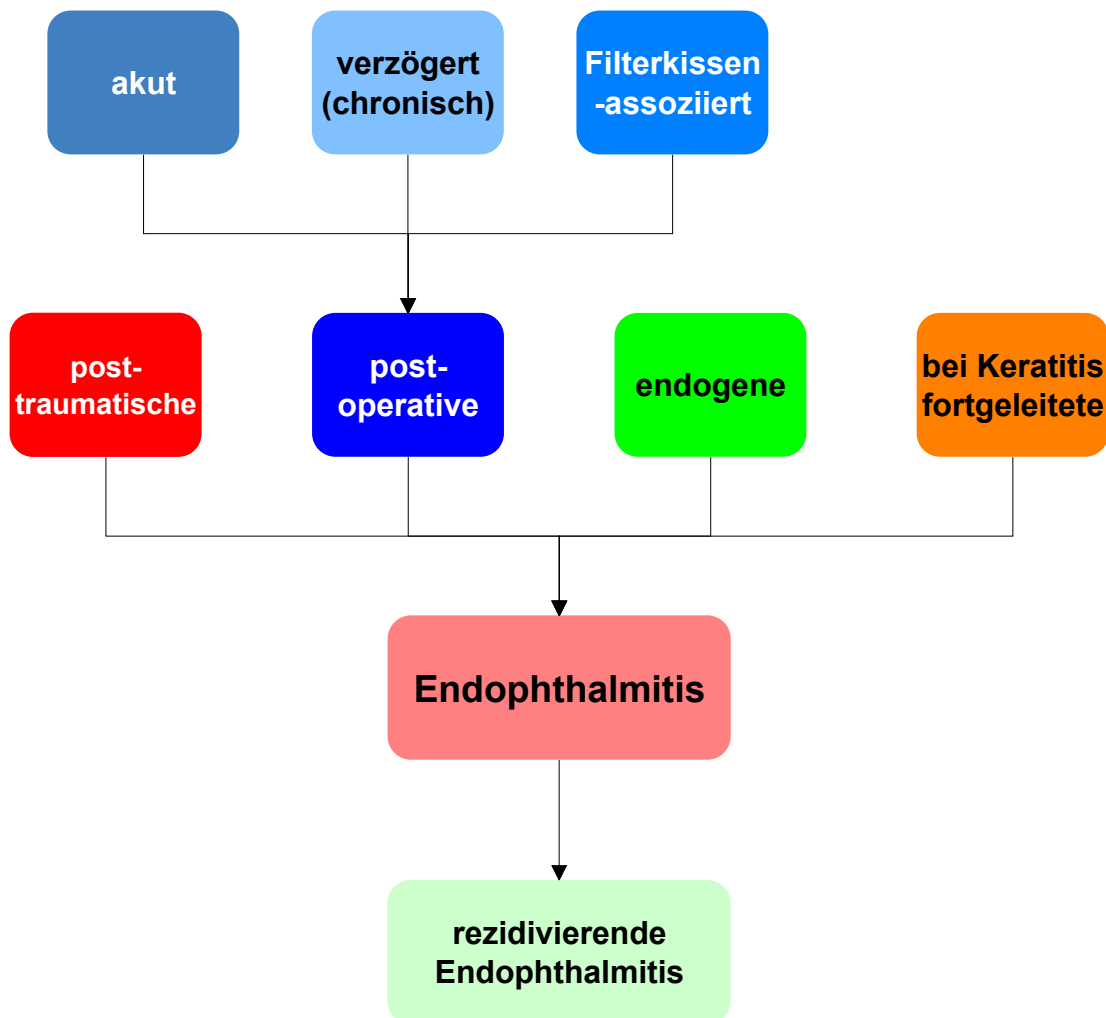 akut
verzögert
(chronisch)
Filterkissen
-assoziiert
post-
traumatische
post-
operative
endogene
bei Keratitis
fortgeleitete
Endophthalmitis
rezidivierende
Endophthalmitis